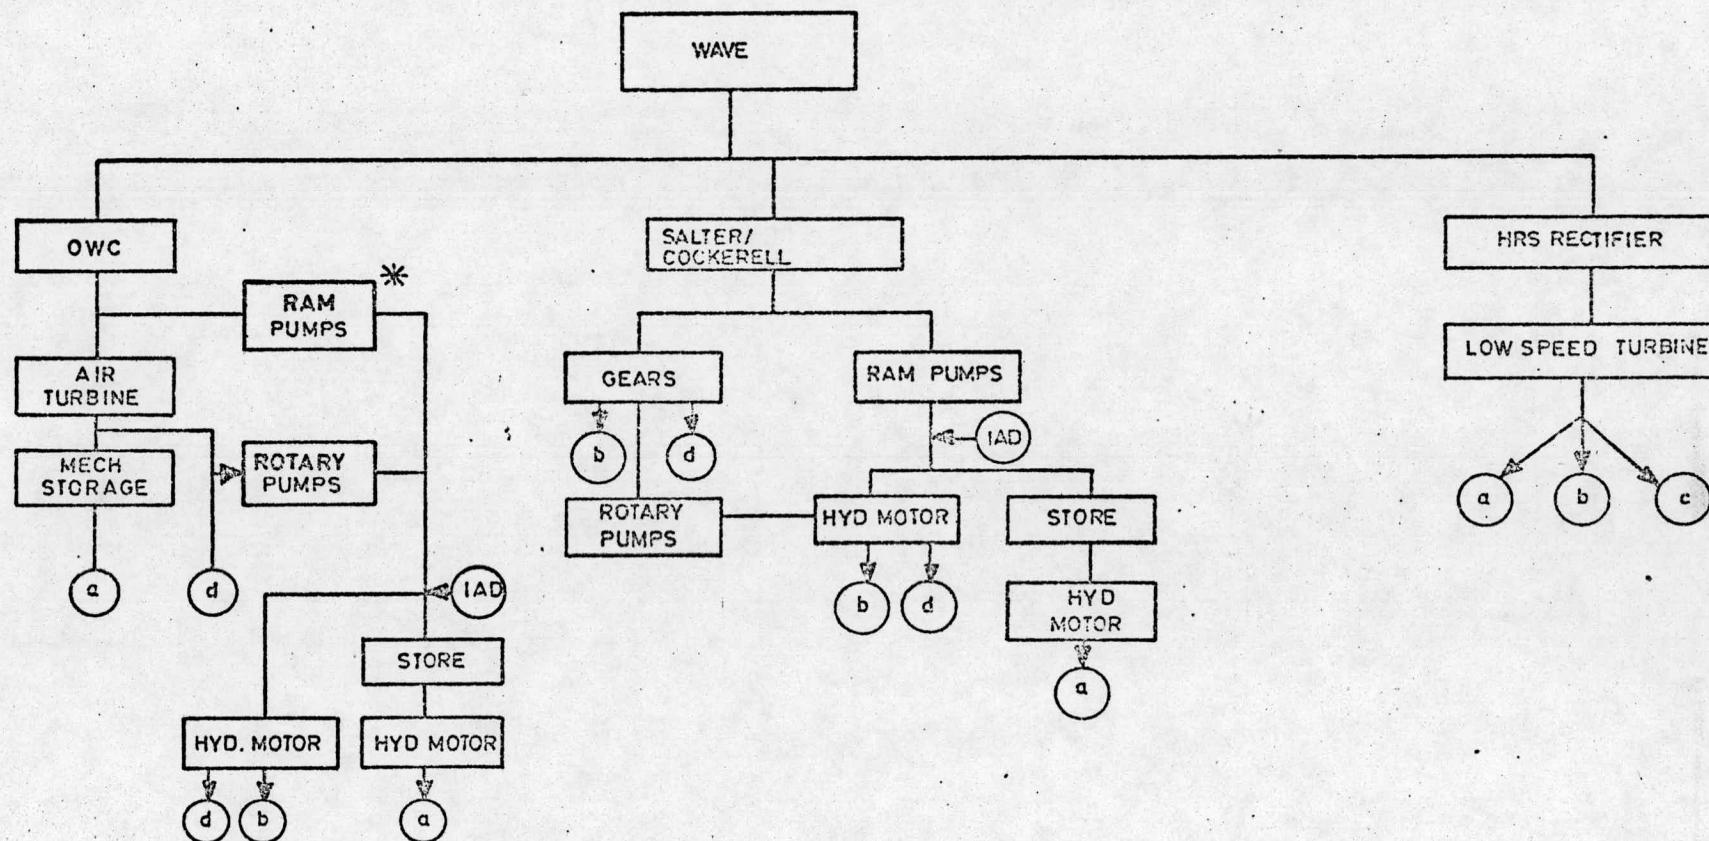 WAVE
OWC
SALTER/
COCKERELL
HRS RECTIFIER
*
RAM
PUMPS
AIR
TURBINE
GEARS
RAM PUMPS
LOW SPEED TURBINE
MECH
STORAGE
ROTARY
PUMPS
b
d
IAD
a
b
c
ROTARY
PUMPS
HYD MOTOR
STORE
a
d
IAD
b
d
HYD
MOTOR
STORE
a
HYD. MOTOR
HYD MOTOR
d
b
a